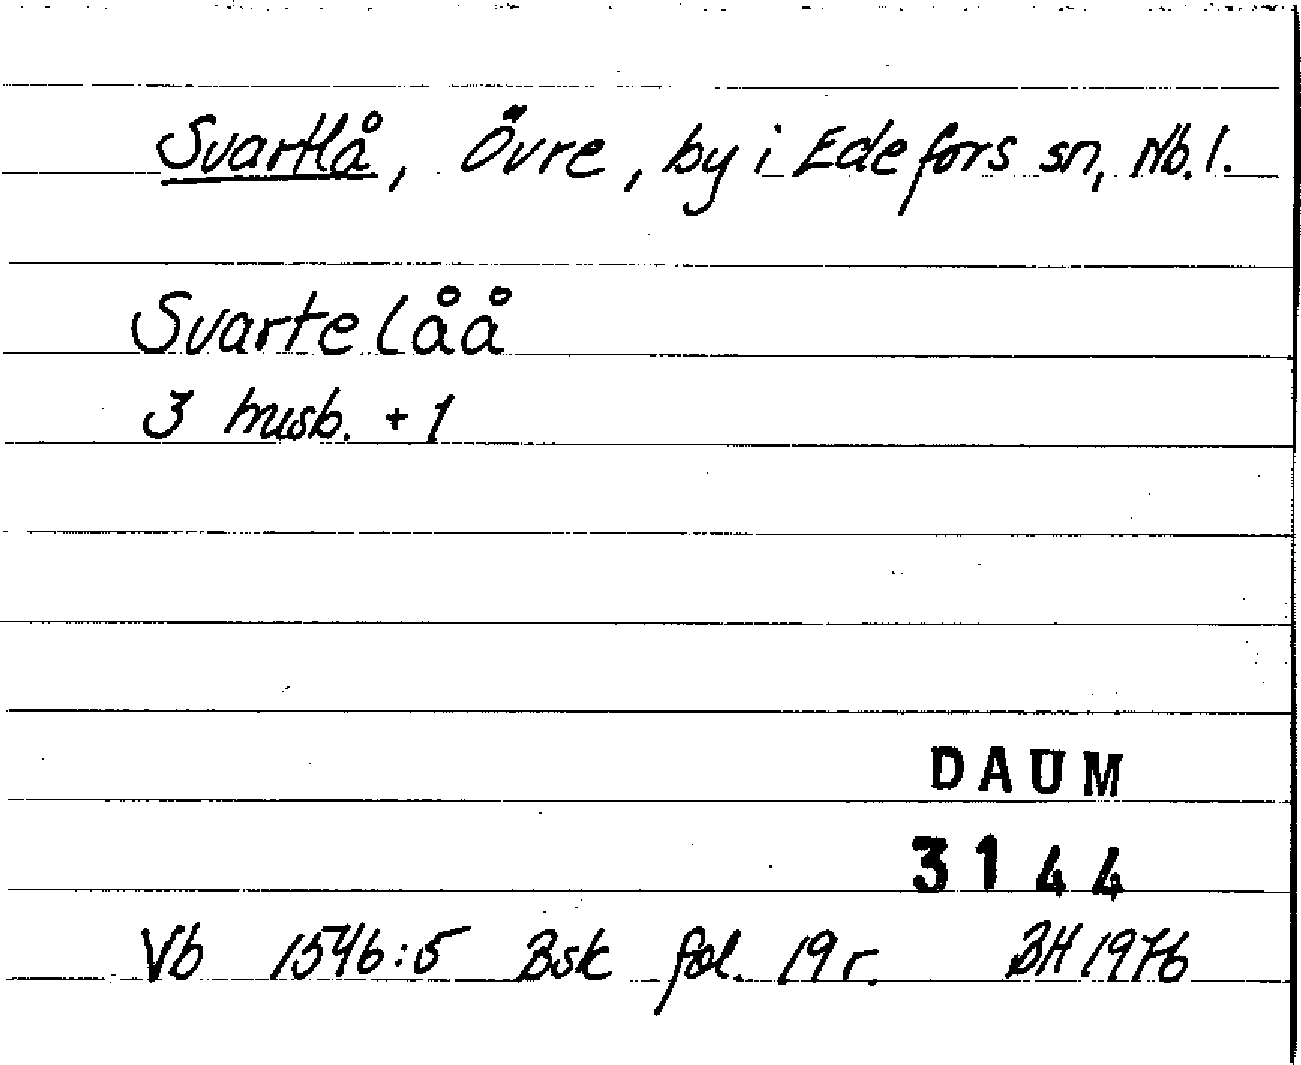 Svartlå, Övre, by i Edefors sn, Nb. l.
Svartelåå
3 husb. + 1
DAUM
3144
Vb 1546:5 Bsk fol. 19 r. BH 1976